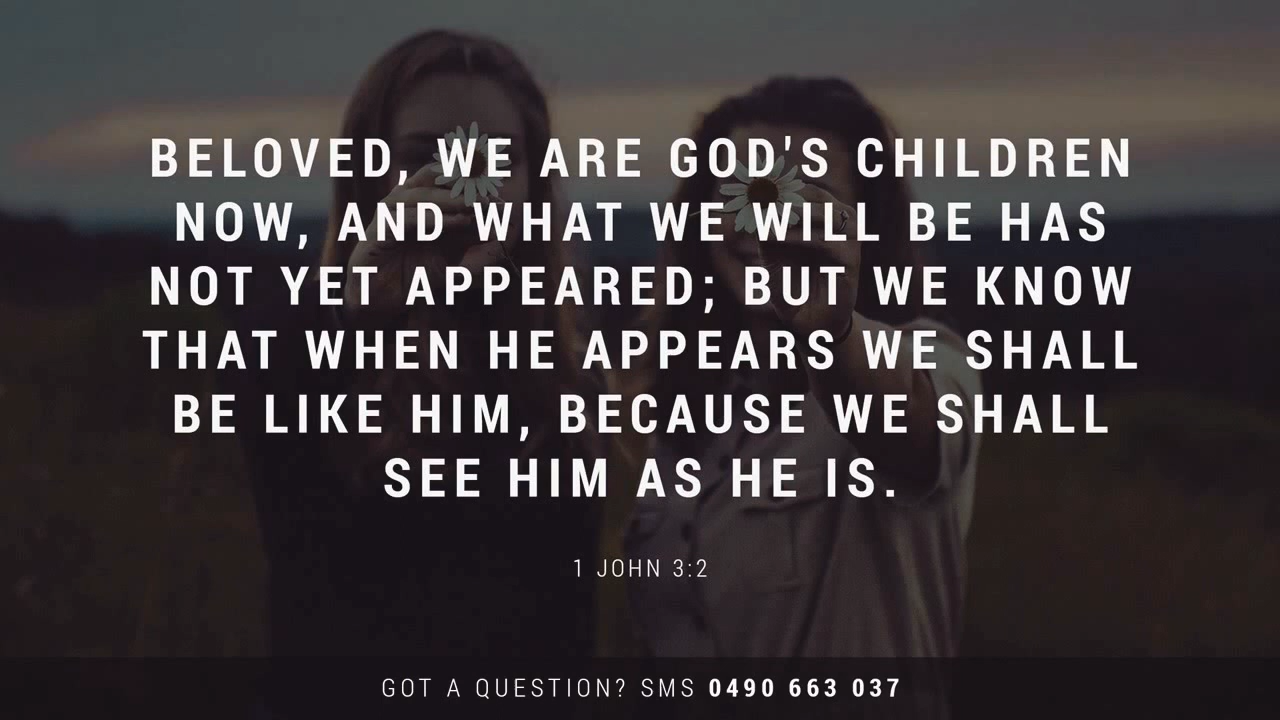 BELOVED, WE ARE GOD'S CHILDREN
NOW, AND WHAT WE WILL BE HAS
NOT YET APPEARED; BUT WE KNOW
THAT WHEN HE APPEARS WE SHALL
BE LIKE HIM, BECAUSE WE SHALL
SEE HIM AS HE IS.
1 JOHN 3:2
GOT A QUESTION? SMS 0490 663 037